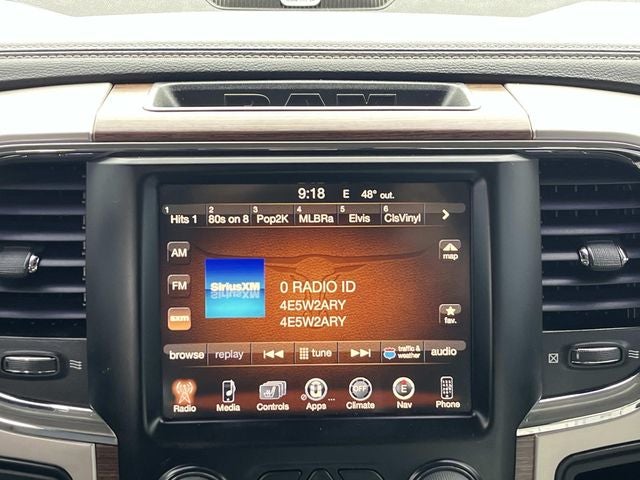 RAM
9:18 E 48° out.
1 Hits 1 2 80s on 8 3 Pop2K 4 MLBRa 5 Elvis 6 ClsVinyl
AM
map
SiriusXM
0 RADIO ID
FM
4E5W2ARY
4E5W2ARY
sxm
fav.
browse replay tune traffic & weather audio
OFF E
Radio Media Controls Apps Climate Nav Phone